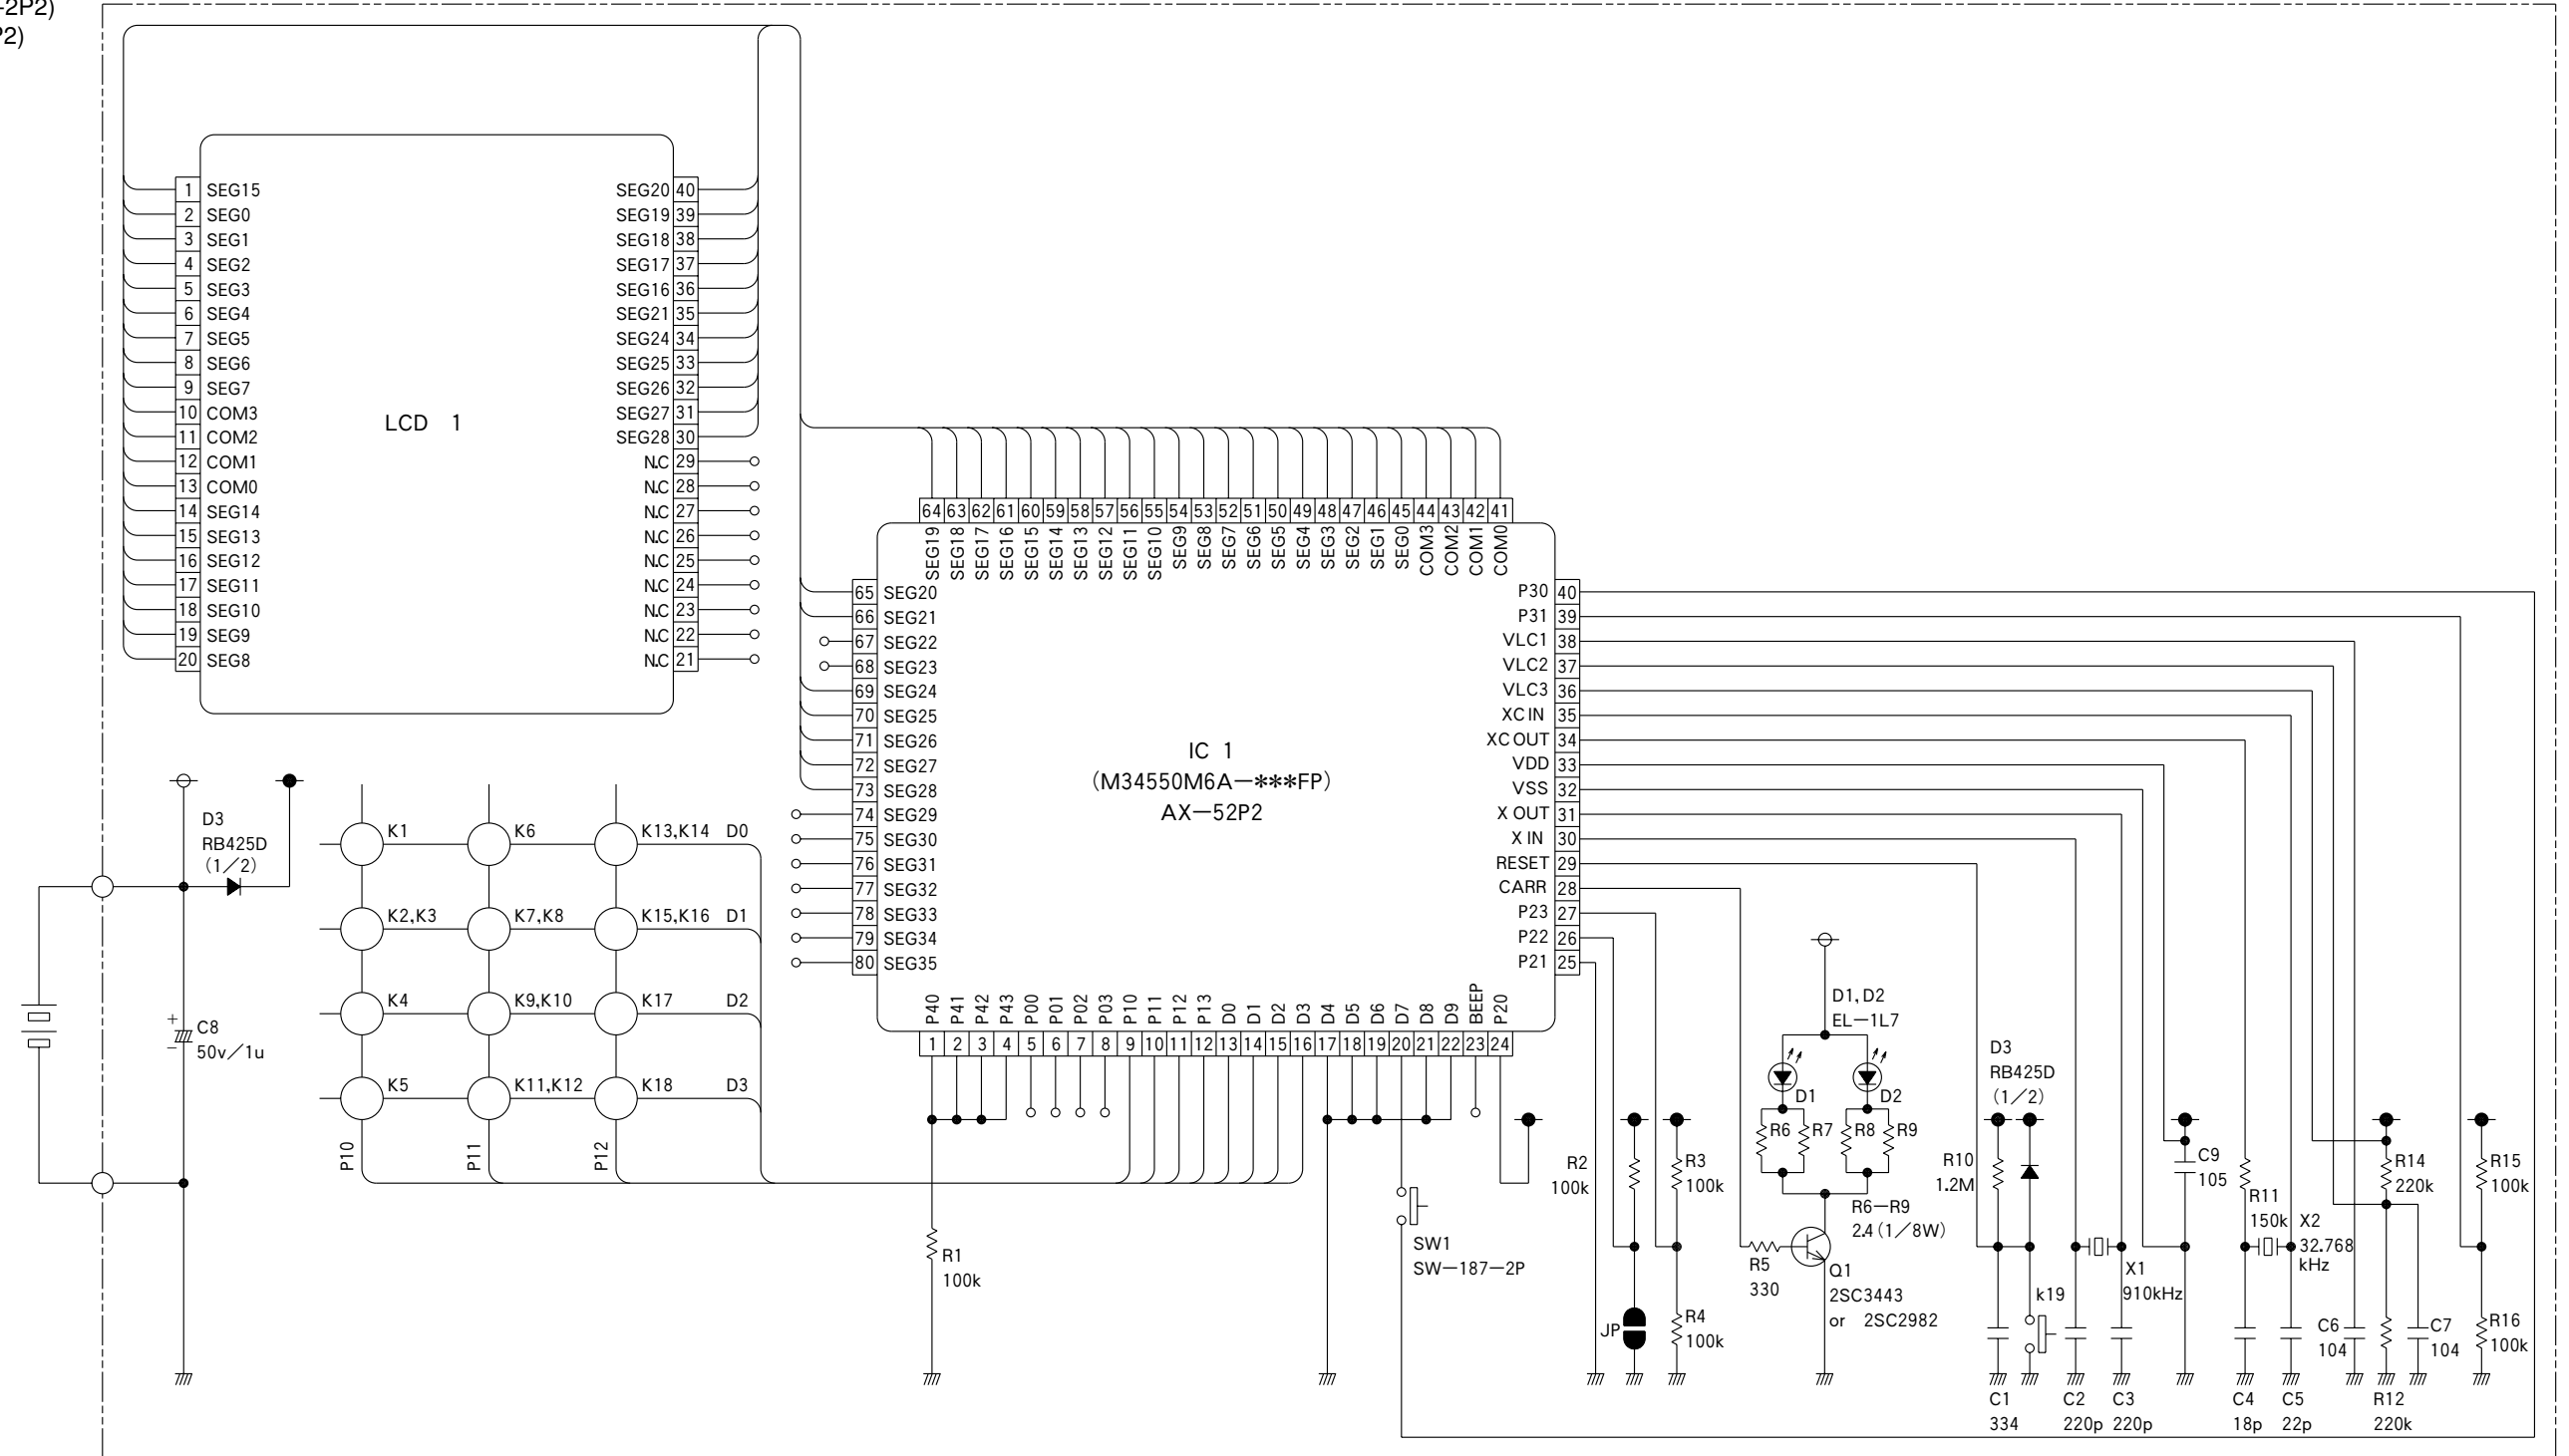 -2P2)
P2)
1 SEG15
2 SEG0
3 SEG1
4 SEG2
5 SEG3
6 SEG4
7 SEG5
8 SEG6
9 SEG7
10 COM3
11 COM2
12 COM1
13 COM0
14 SEG14
15 SEG13
16 SEG12
17 SEG11
18 SEG10
19 SEG9
20 SEG8
LCD 1
SEG20 40
SEG19 39
SEG18 38
SEG17 37
SEG16 36
SEG21 35
SEG24 34
SEG25 33
SEG26 32
SEG27 31
SEG28 30
N.C 29
N.C 28
N.C 27
N.C 26
N.C 25
N.C 24
N.C 23
N.C 22
N.C 21
64 63 62 61 60 59 58 57 56 55 54 53 52 51 50 49 48 47 46 45 44 43 42 41
SEG19 SEG18 SEG17 SEG16 SEG15 SEG14 SEG13 SEG12 SEG11 SEG10 SEG9 SEG8 SEG7 SEG6 SEG5 SEG4 SEG3 SEG2 SEG1 SEG0 COM3 COM2 COM1 COM0
65 SEG20
66 SEG21
67 SEG22
68 SEG23
69 SEG24
70 SEG25
71 SEG26
72 SEG27
73 SEG28
74 SEG29
75 SEG30
76 SEG31
77 SEG32
78 SEG33
79 SEG34
80 SEG35
IC 1
(M34550M6A-***FP)
AX-52P2
P30 40
P31 39
VLC1 38
VLC2 37
VLC3 36
XC IN 35
XC OUT 34
VDD 33
VSS 32
X OUT 31
X IN 30
RESET 29
CARR 28
P23 27
P22 26
P21 25
P40 P41 P42 P43 P00 P01 P02 P03 P10 P11 P12 P13 D0 D1 D2 D3 D4 D5 D6 D7 D8 D9 BEEP P20
1 2 3 4 5 6 7 8 9 10 11 12 13 14 15 16 17 18 19 20 21 22 23 24
D3
RB425D
(1/2)
+
C8
-
50v/1u
K1 K6 K13,K14 D0
K2,K3 K7,K8 K15,K16 D1
K4 K9,K10 K17 D2
K5 K11,K12 K18 D3
P10 P11 P12
R1
100k
SW1
SW-187-2P
R2
100k
R3
100k
JP
R4
100k
D1,D2
EL-1L7
D1 D2
R6 R7 R8 R9
R6-R9
2.4(1/8W)
R5
330
Q1
2SC3443
or 2SC2982
D3
RB425D
(1/2)
R10
1.2M
k19
C1
334
X1
910kHz
C2
220p
C3
220p
C9
105
R11
150k
X2
32.768
kHz
C4
18p
C5
22p
C6
104
R14
220k
C7
104
R12
220k
R15
100k
R16
100k